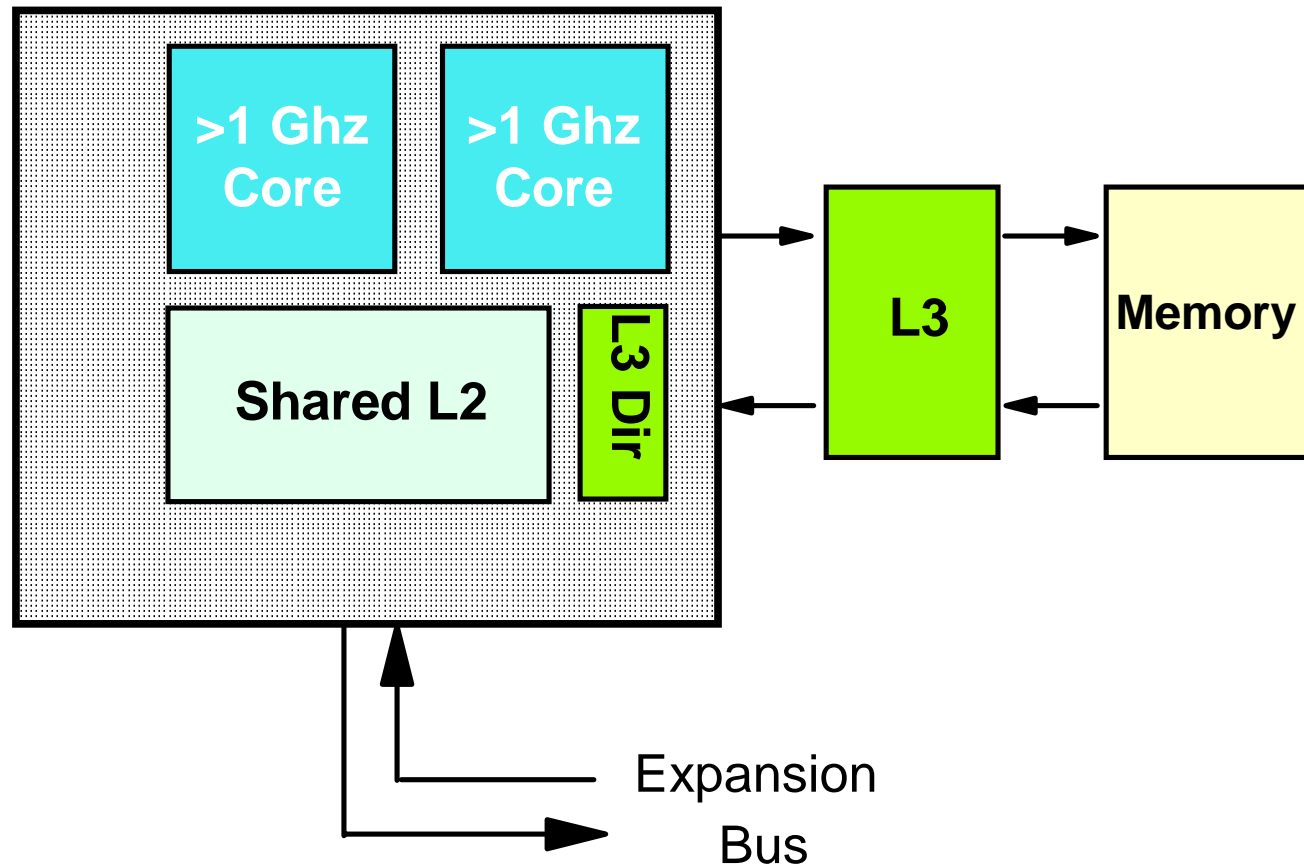 >1 Ghz
Core
>1 Ghz
Core
Shared L2
L3 Dir
L3
Memory
Expansion
Bus